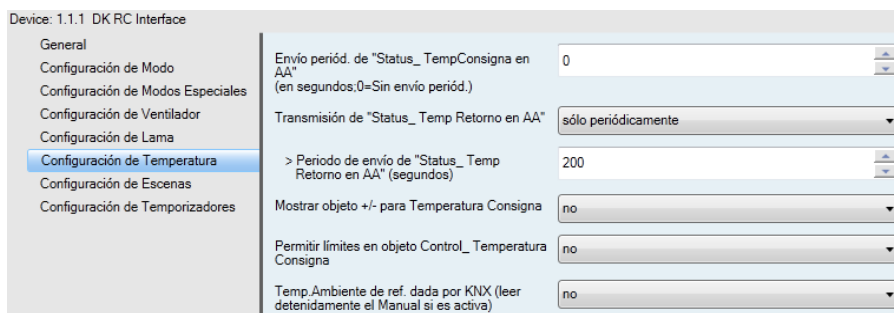 Device: 1.1.1 DK RC Interface
General
Configuración de Modo
Configuración de Modos Especiales
Configuración de Ventilador
Configuración de Lama
Configuración de Temperatura
Configuración de Escenas
Configuración de Temporizadores
Envío periód. de "Status_ TempConsigna en
AA"
(en segundos;0=Sin envío periód.)
0
Transmisión de "Status_ Temp Retorno en AA"
sólo periódicamente
> Periodo de envío de "Status_ Temp
Retorno en AA" (segundos)
200
Mostrar objeto +/- para Temperatura Consigna
no
Permitir límites en objeto Control_ Temperatura
Consigna
no
Temp.Ambiente de ref. dada por KNX (leer
detenidamente el Manual si es activa)
no